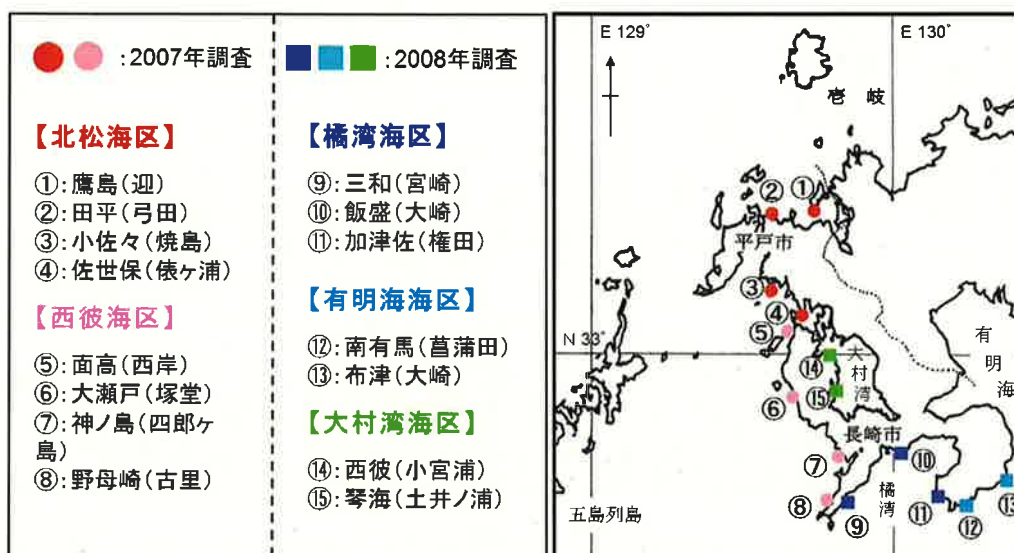 :2007年調査
【北松海区】
①:鷹島(迎)
②:田平(弓田)
③:小佐々(焼島)
④:佐世保(俵ヶ浦)
【西彼海区】
⑤:面高(西岸)
⑥:大瀬戸(塚堂)
⑦:神ノ島(四郎ヶ
島)
⑧:野母崎(古里)
:2008年調査
【橘湾海区】
⑨:三和(宮崎)
⑩:飯盛(大崎)
⑪:加津佐(権田)
【有明海海区】
⑫:南有馬(菖蒲田)
⑬:布津(大崎)
【大村湾海区】
⑭:西彼(小宮浦)
⑮:琴海(土井ノ浦)
E 129°
E 130°
壱岐
②
①
平戸市
③
④
⑤
N 33°
有明海
⑭
大村湾
⑮
⑥
長崎市
⑦
⑩
橘湾
⑧
⑨
⑪
⑫
⑬
五島列島